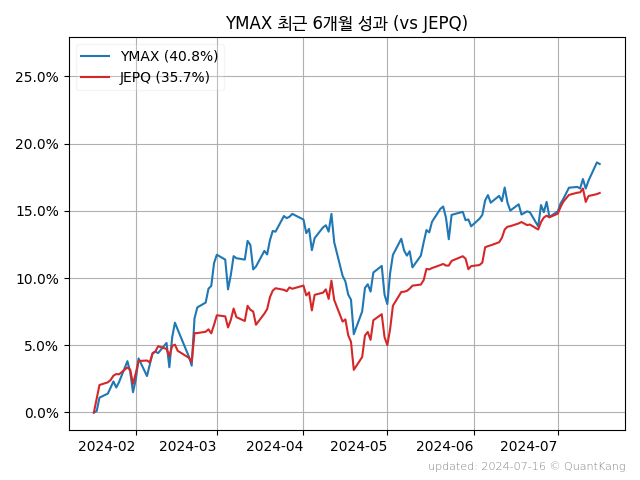 YMAX 최근 6개월 성과 (vs JEPQ)
YMAX (40.8%)
JEPQ (35.7%)
25.0%
20.0%
15.0%
10.0%
5.0%
0.0%
2024-02 2024-03 2024-04 2024-05 2024-06 2024-07
updated: 2024-07-16 © QuantKang